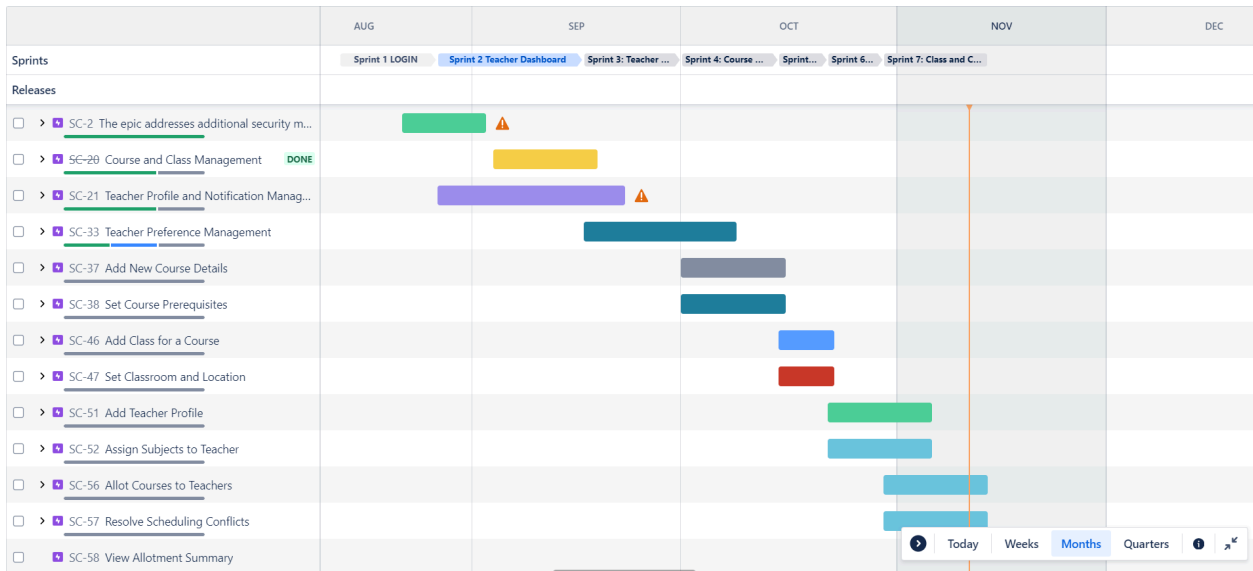 AUG SEP OCT NOV DEC
Sprints Sprint 1 LOGIN Sprint 2 Teacher Dashboard Sprint 3: Teacher ... Sprint 4: Course ... Sprint... Sprint 6... Sprint 7: Class and C...
Releases
SC-2 The epic addresses additional security m...
SC-20 Course and Class Management DONE
SC-21 Teacher Profile and Notification Manag...
SC-33 Teacher Preference Management
SC-37 Add New Course Details
SC-38 Set Course Prerequisites
SC-46 Add Class for a Course
SC-47 Set Classroom and Location
SC-51 Add Teacher Profile
SC-52 Assign Subjects to Teacher
SC-56 Allot Courses to Teachers
SC-57 Resolve Scheduling Conflicts
Today Weeks Months Quarters
SC-58 View Allotment Summary